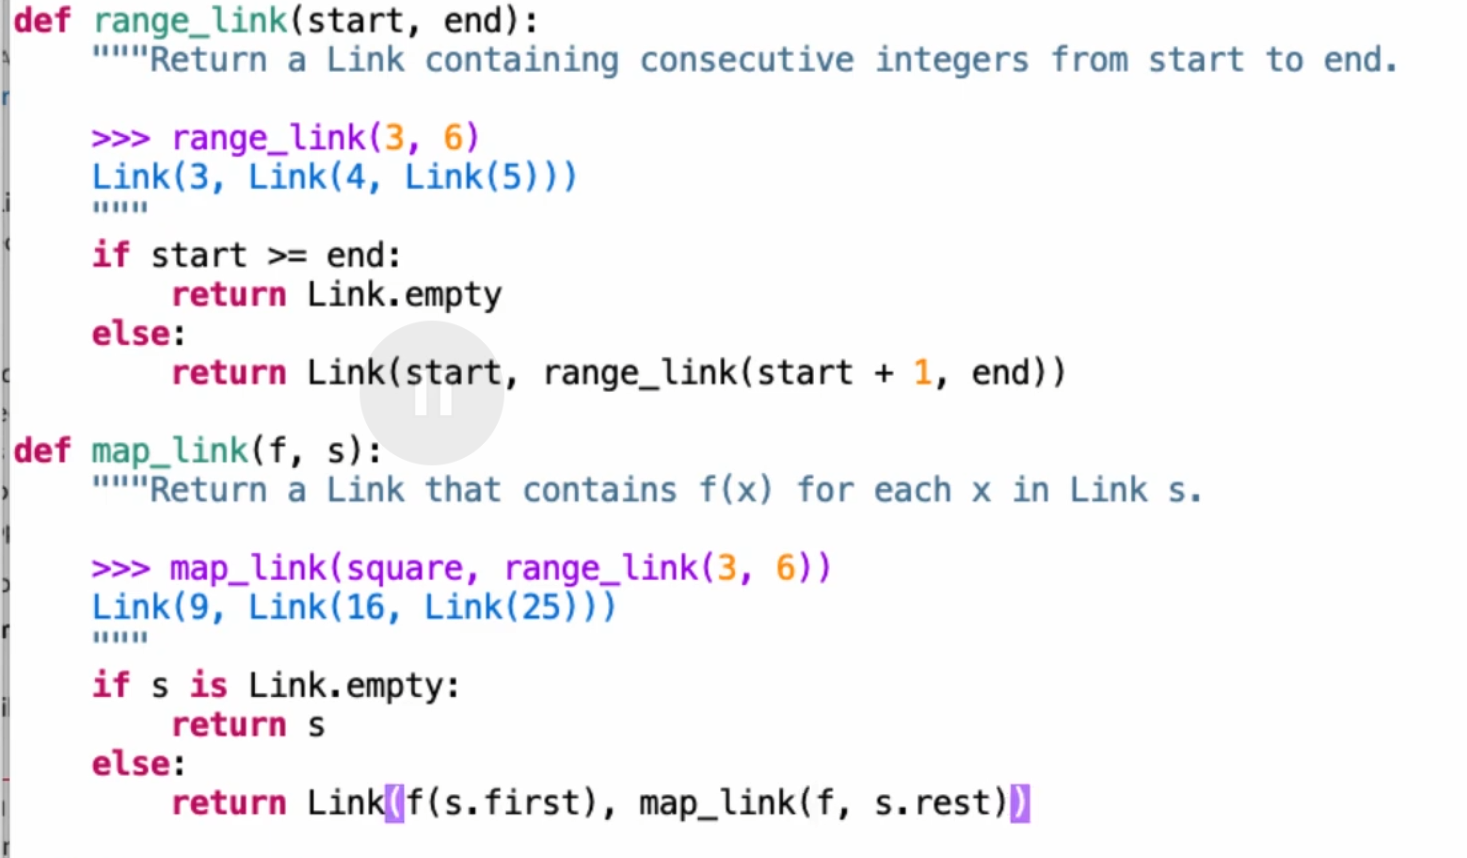 def range_link(start, end):
    """Return a Link containing consecutive integers from start to end.

    >>> range_link(3, 6)
    Link(3, Link(4, Link(5)))
    """
    if start >= end:
        return Link.empty
    else:
        return Link(start, range_link(start + 1, end))

def map_link(f, s):
    """Return a Link that contains f(x) for each x in Link s.

    >>> map_link(square, range_link(3, 6))
    Link(9, Link(16, Link(25)))
    """
    if s is Link.empty:
        return s
    else:
        return Link(f(s.first), map_link(f, s.rest))